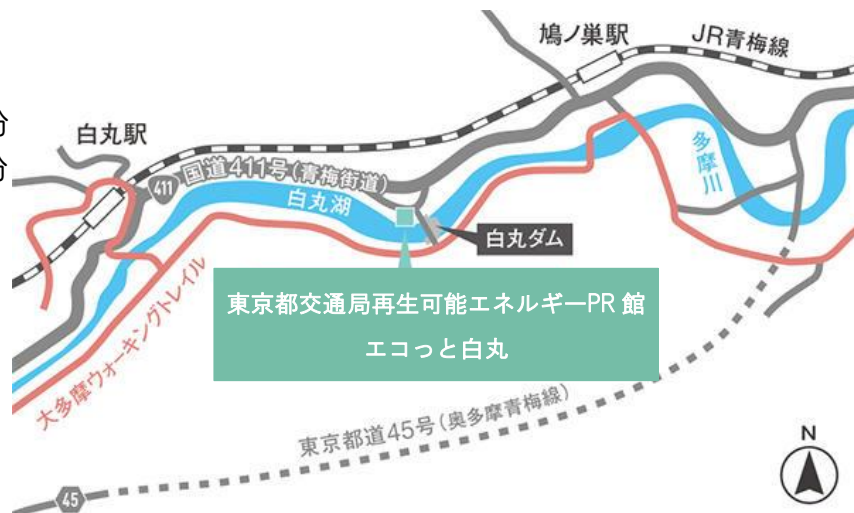 鳩ノ巣駅
JR青梅線
分
白丸駅
分
411
国道411号(青梅街道)
多摩川
白丸湖
白丸ダム
東京都交通局再生可能エネルギーPR 館
エコっと白丸
大多摩ウォーキングトレイル
東京都道45号(奥多摩青梅線)
N
45